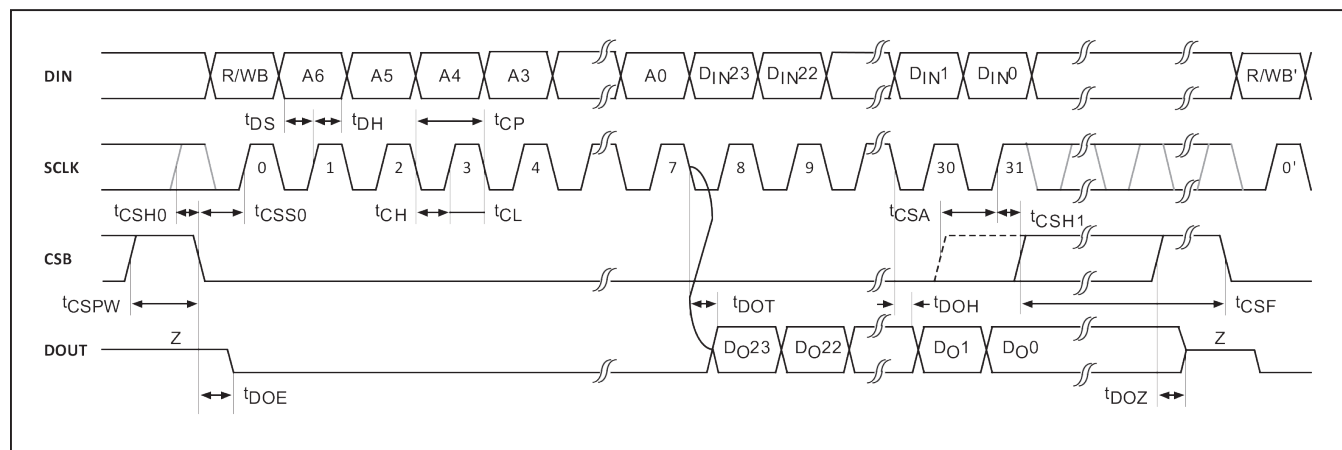 DIN R/WB A6 A5 A4 A3 A0 DIN23 DIN22 DIN1 DIN0 R/WB'
tDS tDH tCP
SCLK 0 1 2 3 4 7 8 9 30 31 0'
tCSH0 tCSS0 tCH tCL tCSA tCSH1
CSB
tCSPW tDOT tDOH tCSF
DOUT Z DO23 DO22 DO1 DO0 Z
tDOE tDOZ